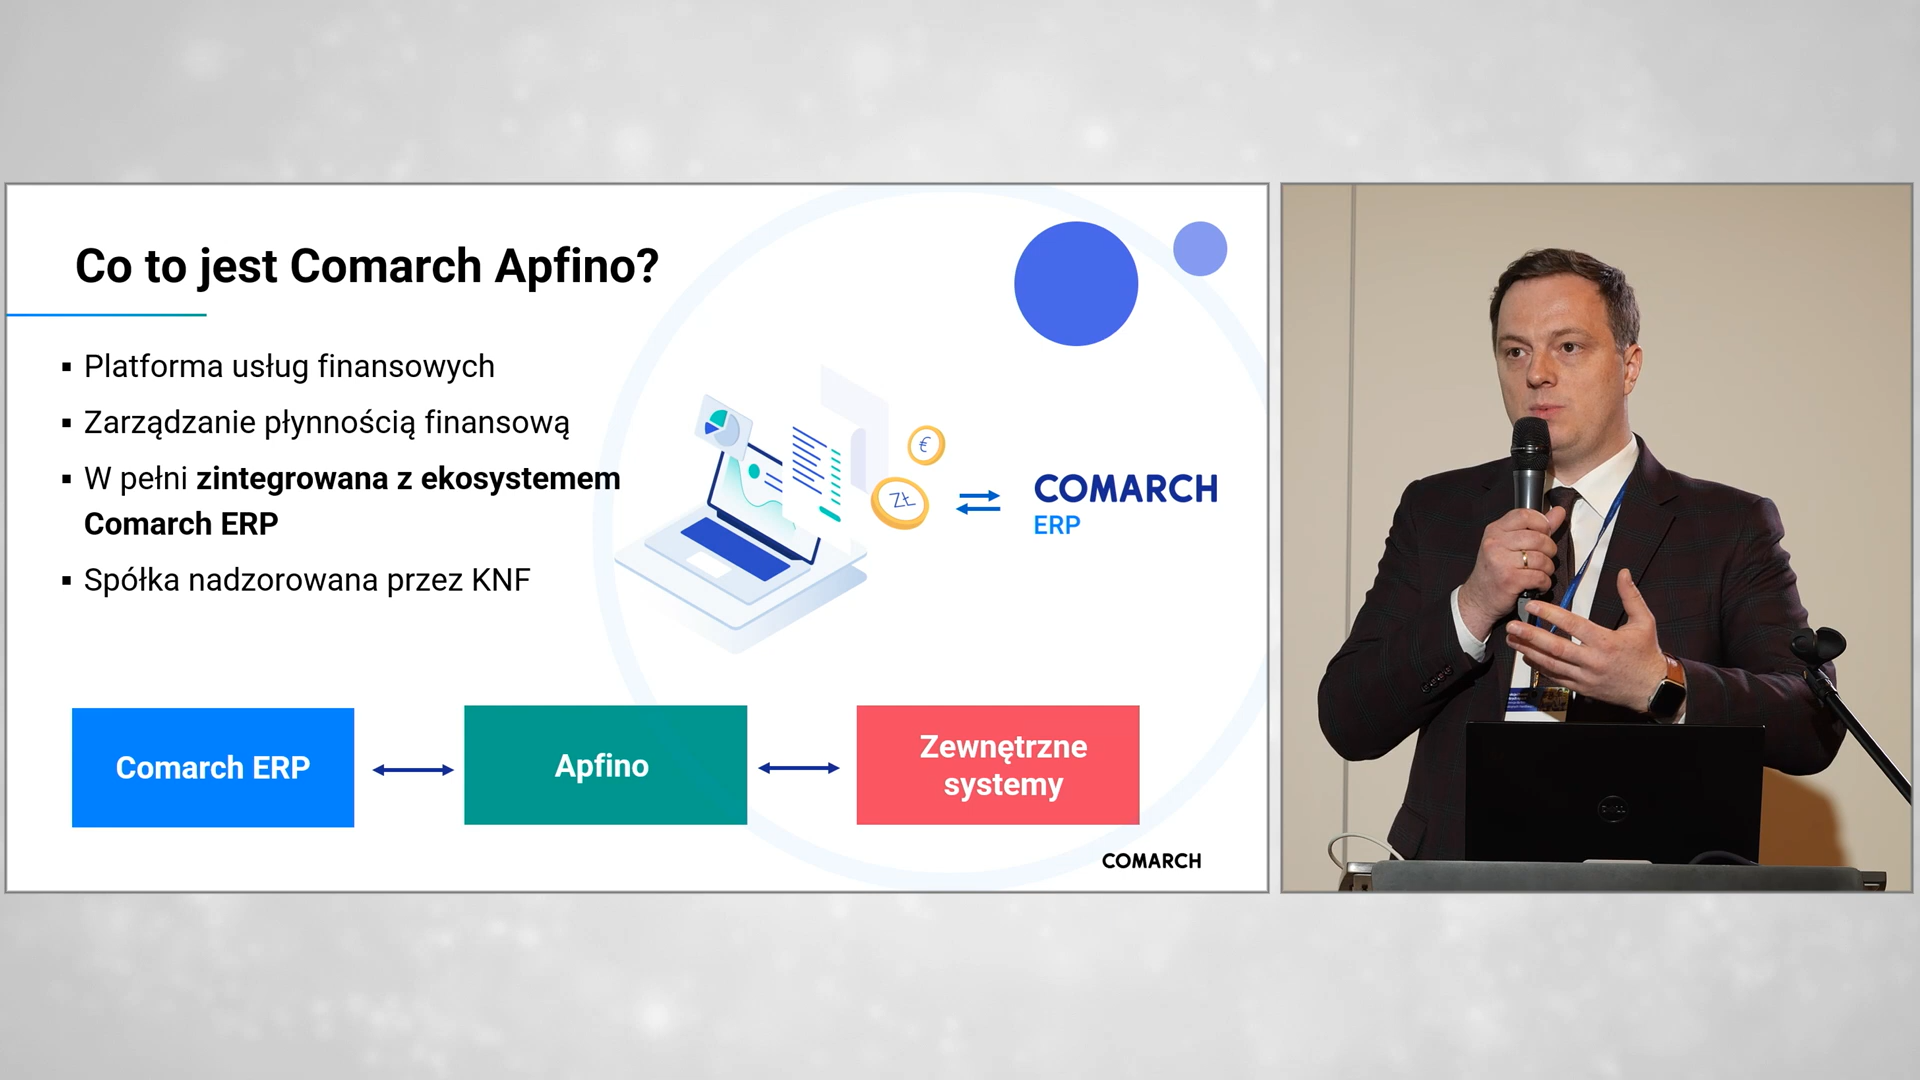 Co to jest Comarch Apfino?
▪ Platforma usług finansowych
▪ Zarządzanie płynnością finansową
▪ W pełni zintegrowana z ekosystemem
Comarch ERP
▪ Spółka nadzorowana przez KNF
€
ZŁ
COMARCH
ERP
Comarch ERP
Apfino
Zewnętrzne
systemy
COMARCH
DELL